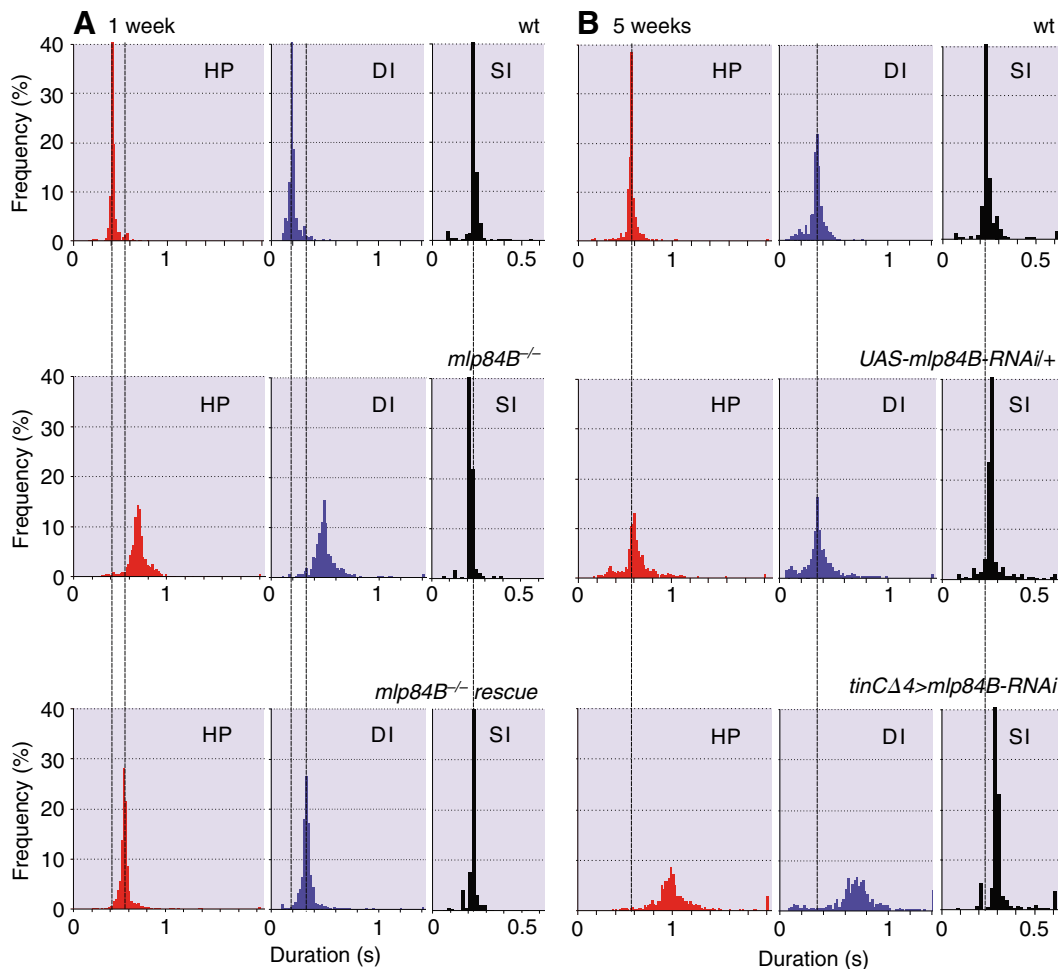 A 1 week wt
B 5 weeks wt
Frequency (%)
40
30
20
10
0
HP
DI
SI
HP
DI
SI
0 1 0 1 0 0.5
0 1 0 1 0 0.5
mlp84B–/–
UAS-mlp84B-RNAi/+
Frequency (%)
40
30
20
10
0
HP
DI
SI
HP
DI
SI
0 1 0 1 0 0.5
0 1 0 1 0 0.5
mlp84B–/– rescue
tinCΔ4>mlp84B-RNAi
Frequency (%)
40
30
20
10
0
HP
DI
SI
HP
DI
SI
0 1 0 1 0 0.5
0 1 0 1 0 0.5
Duration (s)
Duration (s)